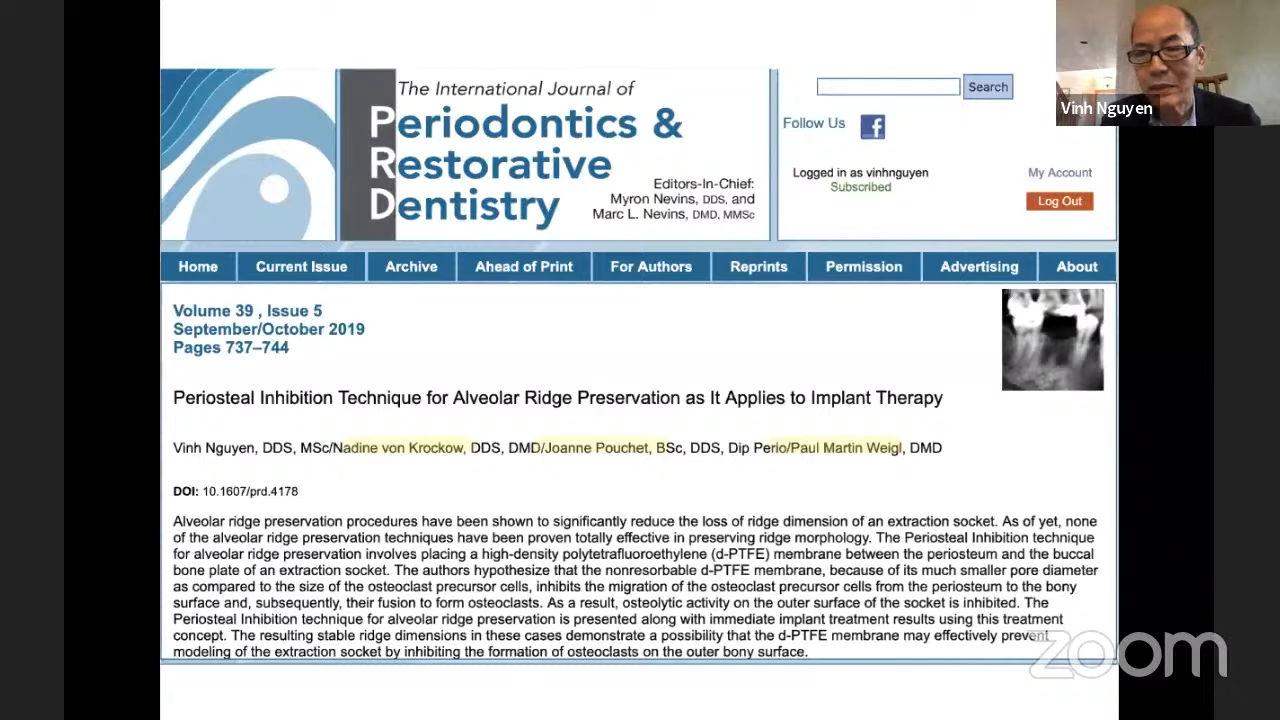 The International Journal of
Periodontics &
Restorative
Dentistry
Editors-In-Chief:
Myron Nevins, DDS, and
Marc L. Nevins, DMD, MMSc
Search
Follow Us
f
Logged in as vinhnguyen
Subscribed
My Account
Log Out
Vinh Nguyen
Home Current Issue Archive Ahead of Print For Authors Reprints Permission Advertising About
Volume 39 , Issue 5
September/October 2019
Pages 737–744
Periosteal Inhibition Technique for Alveolar Ridge Preservation as It Applies to Implant Therapy
Vinh Nguyen, DDS, MSc/Nadine von Krockow, DDS, DMD/Joanne Pouchet, BSc, DDS, Dip Perio/Paul Martin Weigl, DMD
DOI: 10.1607/prd.4178
Alveolar ridge preservation procedures have been shown to significantly reduce the loss of ridge dimension of an extraction socket. As of yet, none
of the alveolar ridge preservation techniques have been proven totally effective in preserving ridge morphology. The Periosteal Inhibition technique
for alveolar ridge preservation involves placing a high-density polytetrafluoroethylene (d-PTFE) membrane between the periosteum and the buccal
bone plate of an extraction socket. The authors hypothesize that the nonresorbable d-PTFE membrane, because of its much smaller pore diameter
as compared to the size of the osteoclast precursor cells, inhibits the migration of the osteoclast precursor cells from the periosteum to the bony
surface and, subsequently, their fusion to form osteoclasts. As a result, osteolytic activity on the outer surface of the socket is inhibited. The
Periosteal Inhibition technique for alveolar ridge preservation is presented along with immediate implant treatment results using this treatment
concept. The resulting stable ridge dimensions in these cases demonstrate a possibility that the d-PTFE membrane may effectively prevent
modeling of the extraction socket by inhibiting the formation of osteoclasts on the outer bony surface.
zoom